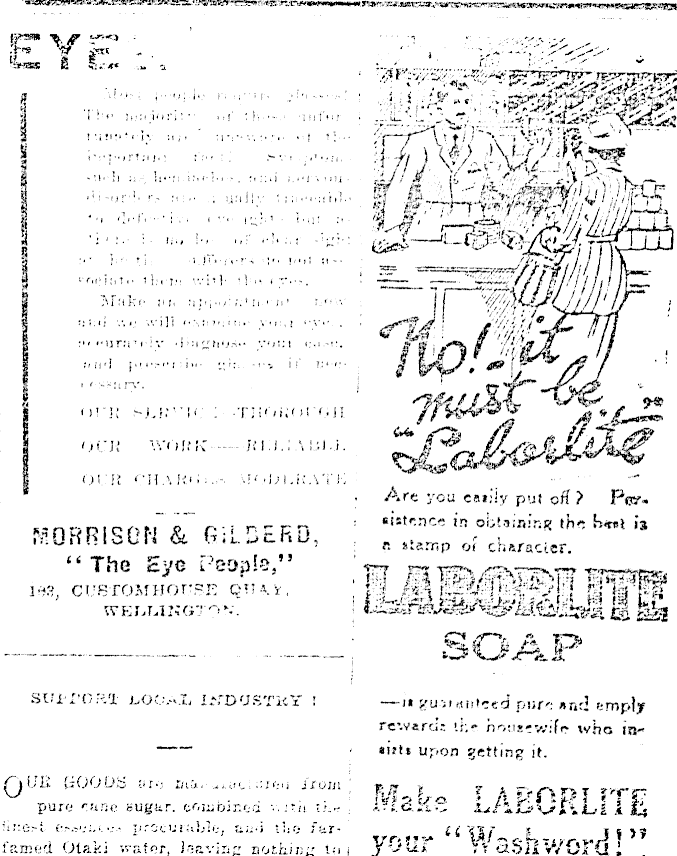 EYE
Most people require glasses!
The majority of those unfor-
tunately are unaware of the
important fact! Symptoms
such as headaches, and nervous
disorders are usually traceable
to defective eyesight; but as
there is no loss of clear sight
sufferers do not as-
sociate them with the eyes.
Make an appointment now
and we will examine your eyes,
accurately diagnose your case,
and prescribe glasses if nec-
essary.
OUR SERVICE—THOROUGH
OUR WORK—RELIABLE
OUR CHARGES MODERATE
MORRISON & GILBERD,
"The Eye People,"
CUSTOMHOUSE QUAY,
WELLINGTON.
SUPPORT LOCAL INDUSTRY!
OUR GOODS are manufactured from
pure cane sugar, combined with the
finest essences procurable, and the far-
famed Otaki water, leaving nothing to
No!—it
must be
"Laborlite"
Are you easily put off? Per-
sistence in obtaining the best is
a stamp of character.
LABORLITE
SOAP
—is guaranteed pure and emply
rewards the housewife who in-
sists upon getting it.
Make LABORLITE
your "Washword!"